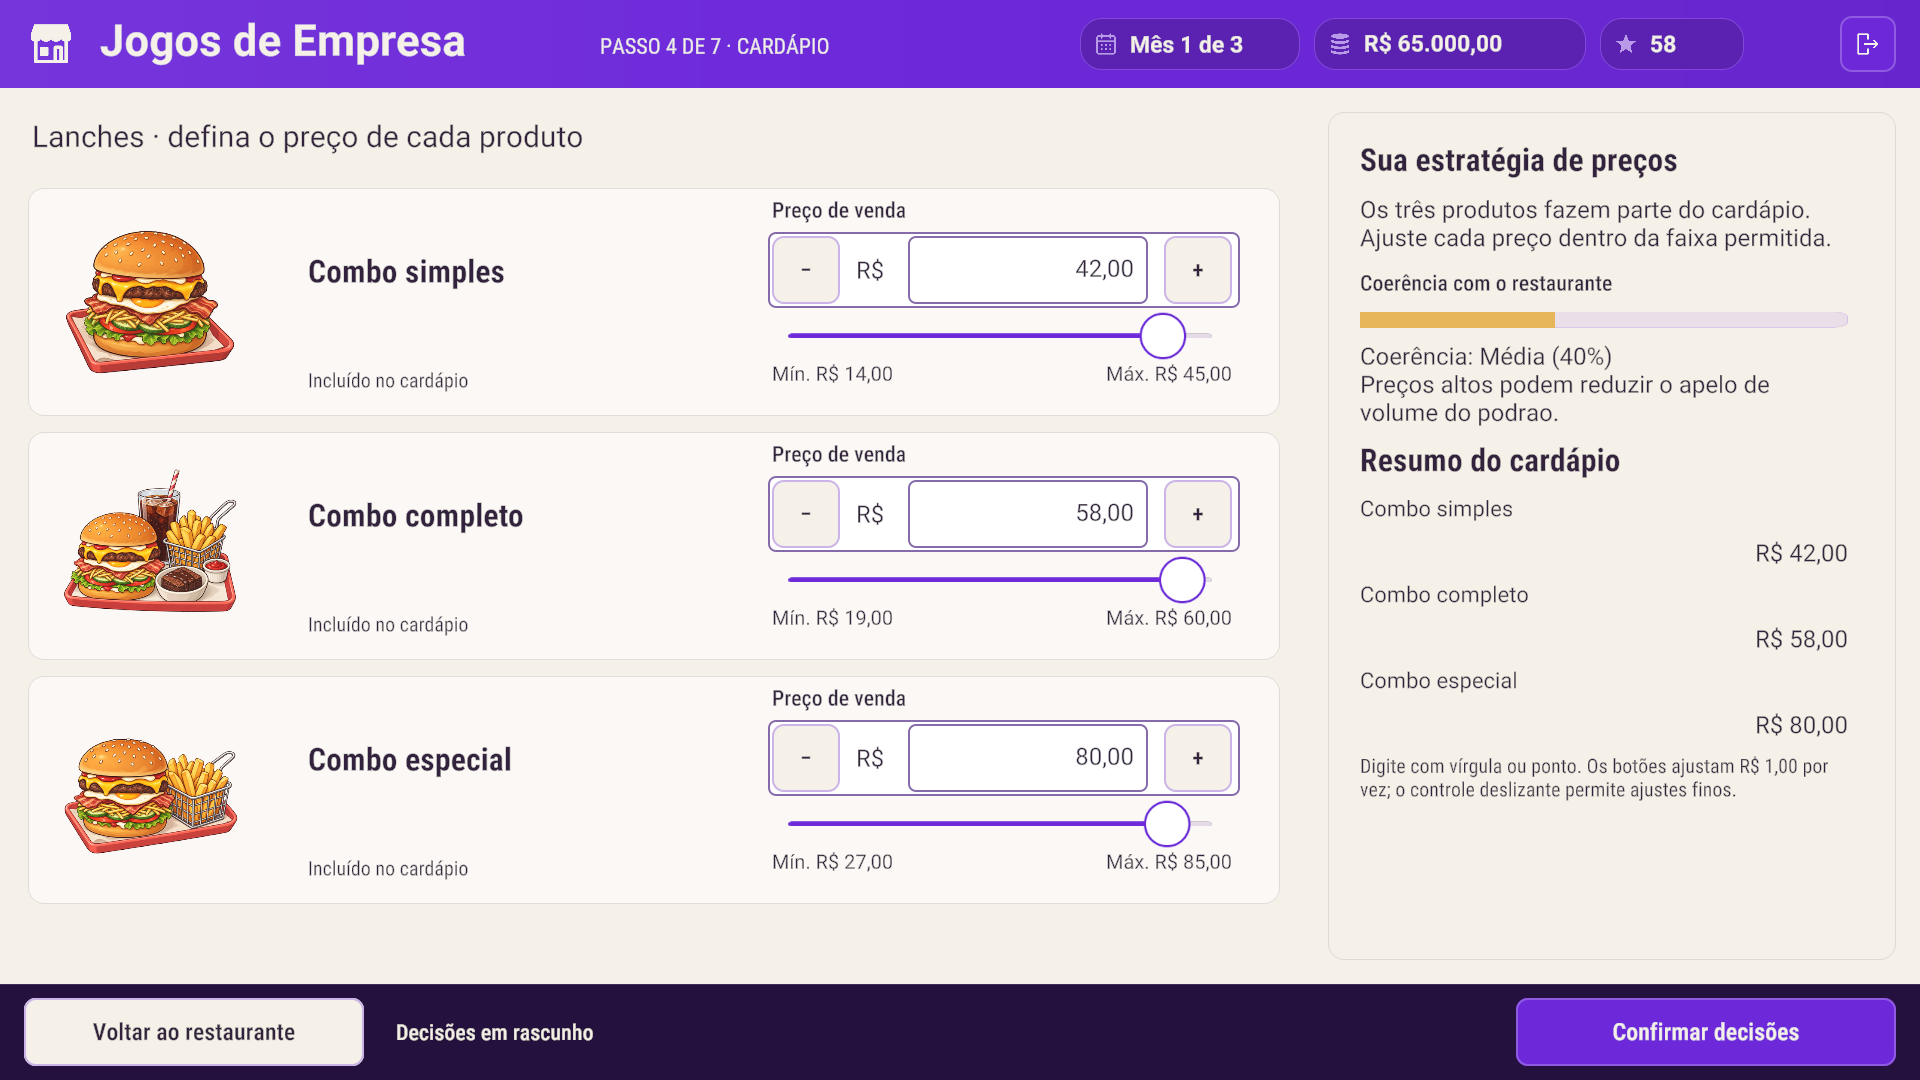 Jogos de Empresa
PASSO 4 DE 7 · CARDÁPIO
Mês 1 de 3
R$ 65.000,00
58
Lanches · defina o preço de cada produto
Combo simples
Incluído no cardápio
Preço de venda
-
R$
42,00
+
Mín. R$ 14,00
Máx. R$ 45,00
Combo completo
Incluído no cardápio
Preço de venda
-
R$
58,00
+
Mín. R$ 19,00
Máx. R$ 60,00
Combo especial
Incluído no cardápio
Preço de venda
-
R$
80,00
+
Mín. R$ 27,00
Máx. R$ 85,00
Sua estratégia de preços
Os três produtos fazem parte do cardápio.
Ajuste cada preço dentro da faixa permitida.
Coerência com o restaurante
Coerência: Média (40%)
Preços altos podem reduzir o apelo de
volume do podrao.
Resumo do cardápio
Combo simples
R$ 42,00
Combo completo
R$ 58,00
Combo especial
R$ 80,00
Digite com vírgula ou ponto. Os botões ajustam R$ 1,00 por
vez; o controle deslizante permite ajustes finos.
Voltar ao restaurante
Decisões em rascunho
Confirmar decisões